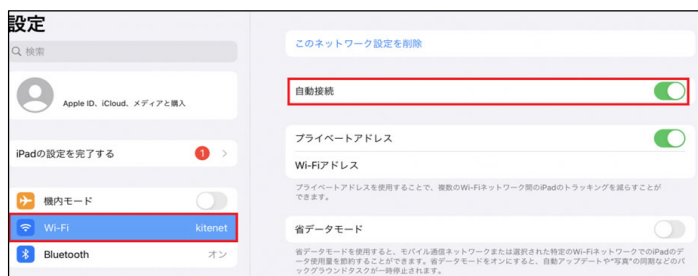 設定
検索
Apple ID、iCloud、メディアと購入
iPadの設定を完了する
1
機内モード
Wi-Fi
kitenet
Bluetooth
オン
このネットワーク設定を削除
自動接続
プライベートアドレス
Wi-Fiアドレス
プライベートアドレスを使用することで、複数のWi-Fiネットワーク間のiPadのトラッキングを減らすことが
できます。
省データモード
省データモードを使用すると、モバイル通信ネットワークまたは選択された特定のWi-FiネットワークでのiPadのデ
ータ使用量を節約することができます。省データモードをオンにすると、自動アップデートや"写真"の同期などのバ
ックグラウンドタスクが一時停止されます。